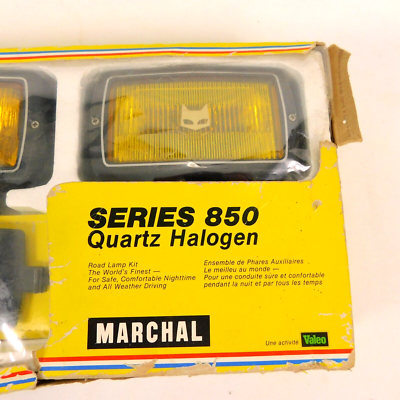 SERIES 850
Quartz Halogen
Road Lamp Kit
The World's Finest —
For Safe, Comfortable Nighttime
and All Weather Driving
Ensemble de Phares Auxiliaires
Le meilleu au monde —
Pour une conduite sûre et confortable
pendant la nuit et par tous les temps
MARCHAL
Une activité Valeo